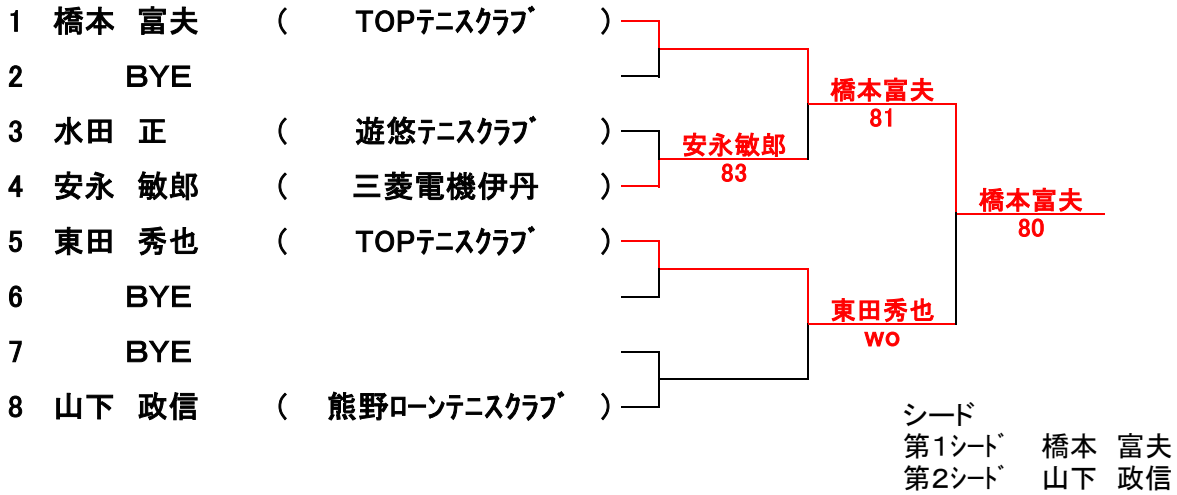 1 橋本 富夫 ( TOPﾃﾆｽｸﾗﾌﾞ )
2 BYE
橋本富夫
81
3 水田 正 ( 遊悠テニスクラブ )
安永敏郎
83
4 安永 敏郎 ( 三菱電機伊丹 )
橋本富夫
80
5 東田 秀也 ( TOPﾃﾆｽｸﾗﾌﾞ )
6 BYE
東田秀也
wo
7 BYE
8 山下 政信 ( 熊野ローンテニスクラブ )
シード
第1シード 橋本 富夫
第2シード 山下 政信